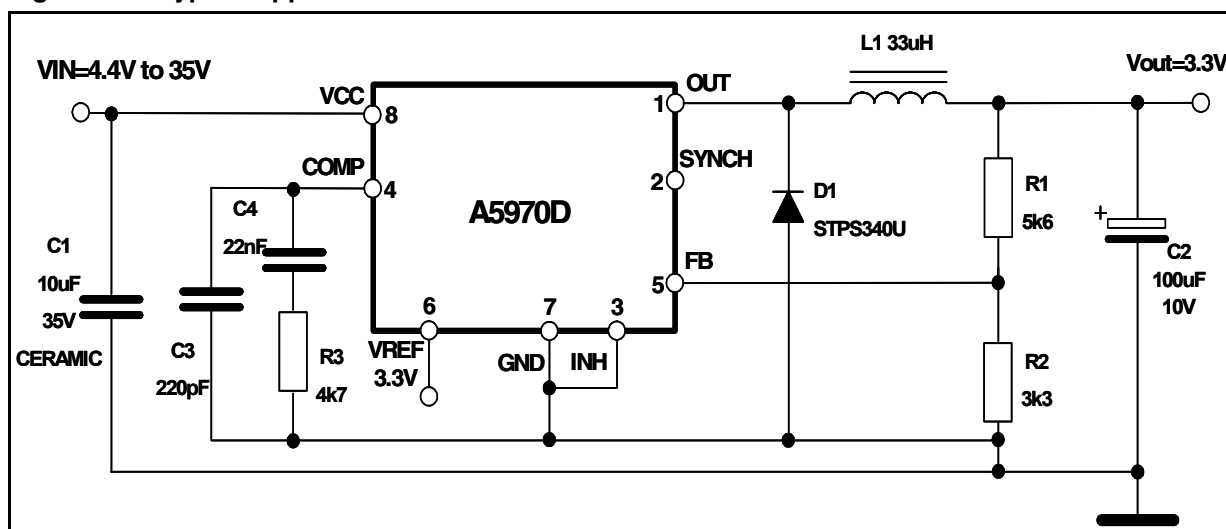 L1 33uH
VIN=4.4V to 35V
Vout=3.3V
VCC
OUT
8
1
COMP
SYNCH
4
2
A5970D
C4
22nF
D1
STPS340U
R1
5k6
+
C1
10uF
35V
CERAMIC
FB
5
C2
100uF
10V
6
7
3
C3
220pF
R3
4k7
VREF
3.3V
GND
INH
R2
3k3